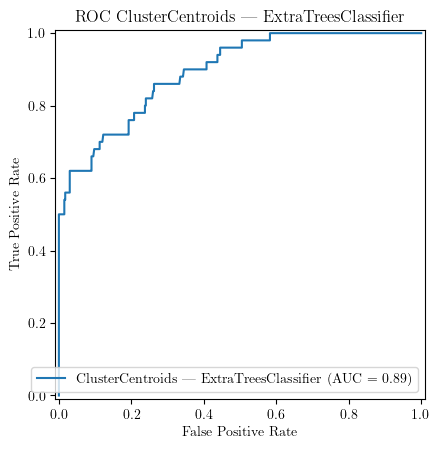 ROC ClusterCentroids — ExtraTreesClassifier
1.0
0.8
0.6
0.4
0.2
0.0
True Positive Rate
ClusterCentroids — ExtraTreesClassifier (AUC = 0.89)
0.0 0.2 0.4 0.6 0.8 1.0
False Positive Rate